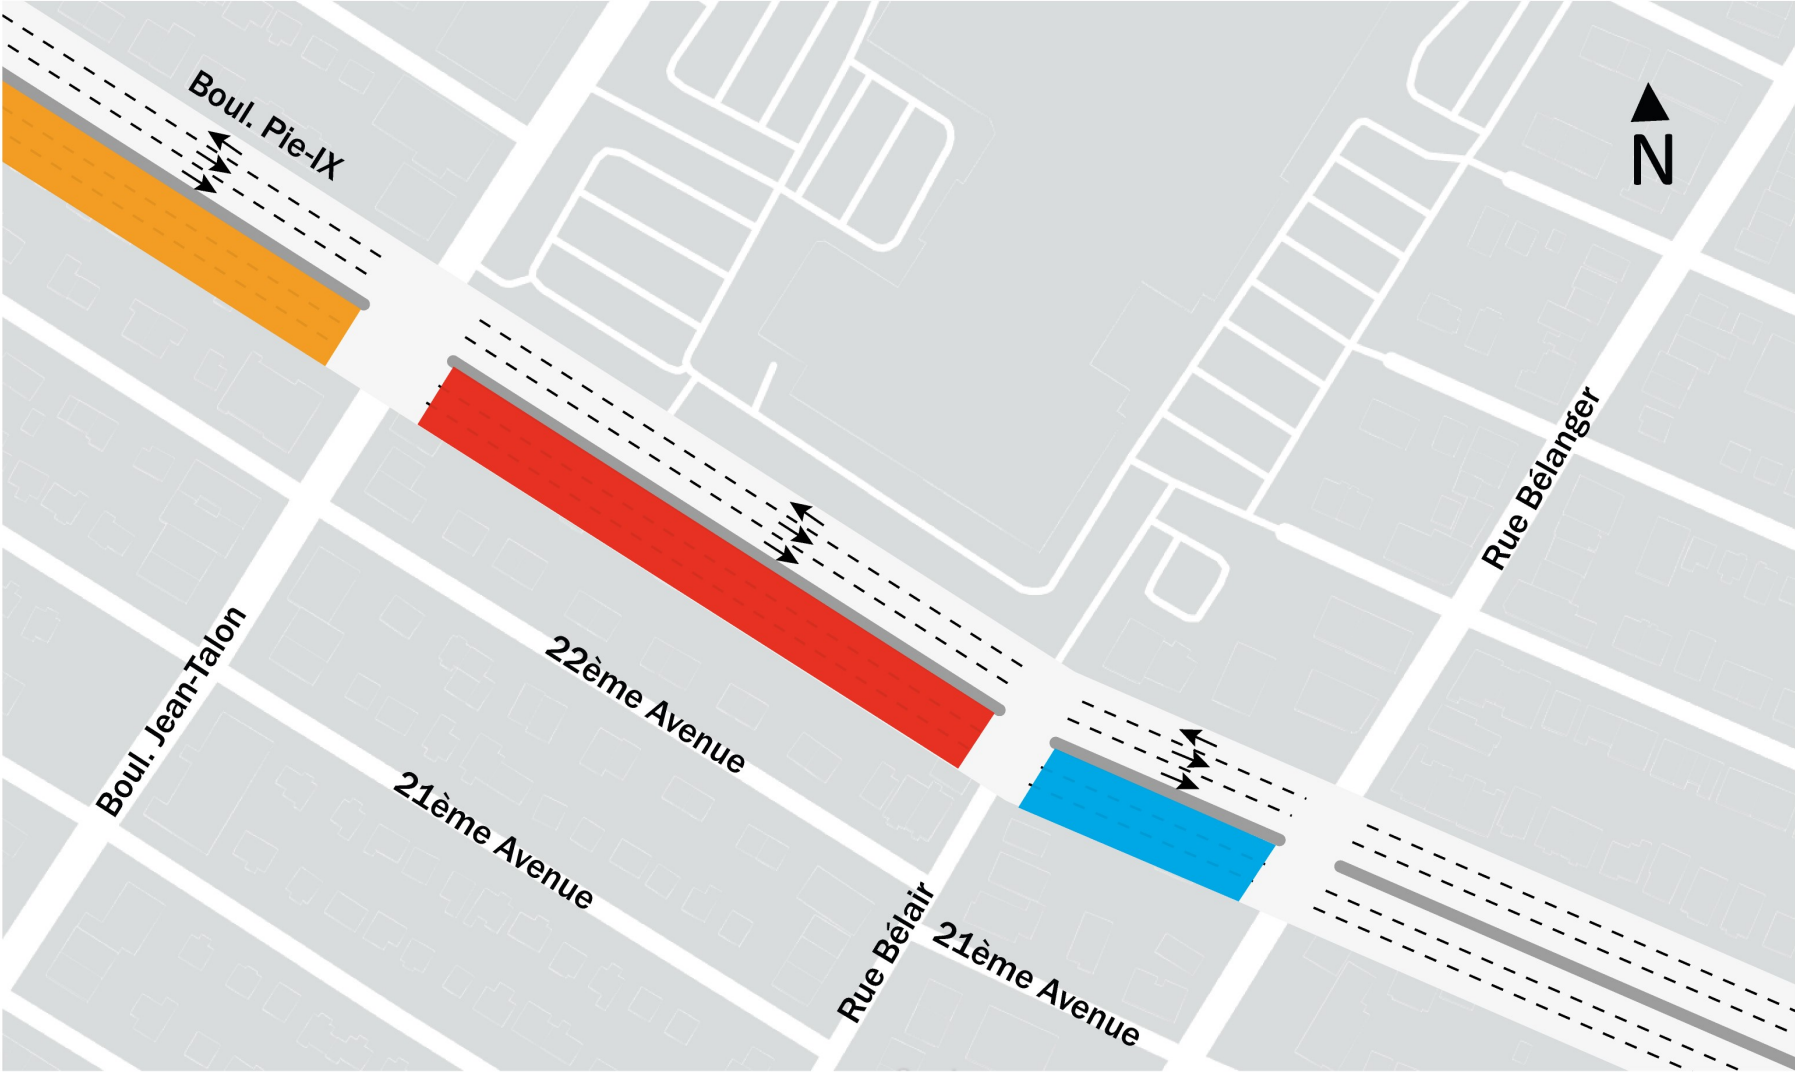 Boul. Pie-IX
N
Rue Bélanger
Boul. Jean-Talon
22ème Avenue
21ème Avenue
Rue Bélair
21ème Avenue